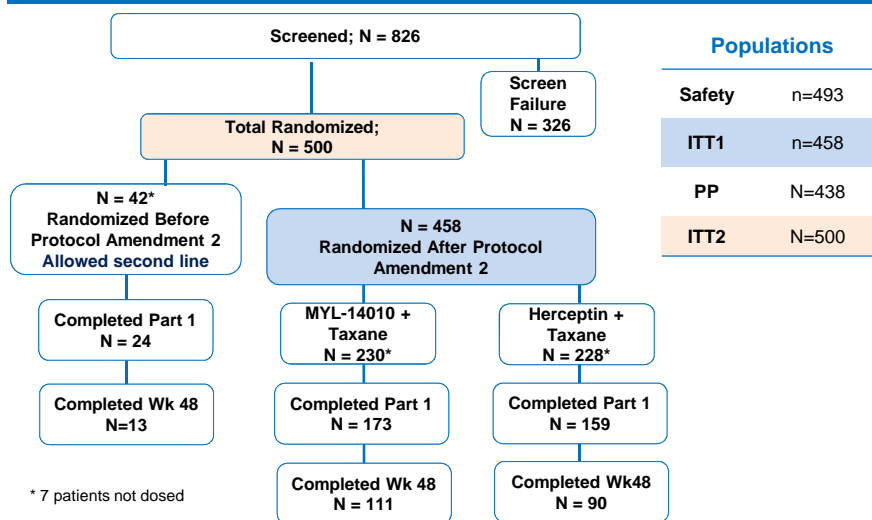 Screened; N = 826
Screen
Failure
N = 326
Total Randomized;
N = 500
N = 42*
Randomized Before
Protocol Amendment 2
Allowed second line
N = 458
Randomized After Protocol
Amendment 2
Completed Part 1
N = 24
MYL-14010 +
Taxane
N = 230*
Herceptin +
Taxane
N = 228*
Completed Wk 48
N=13
Completed Part 1
N = 173
Completed Part 1
N = 159
Completed Wk 48
N = 111
Completed Wk48
N = 90
* 7 patients not dosed
Populations
Safety n=493
ITT1 n=458
PP N=438
ITT2 N=500